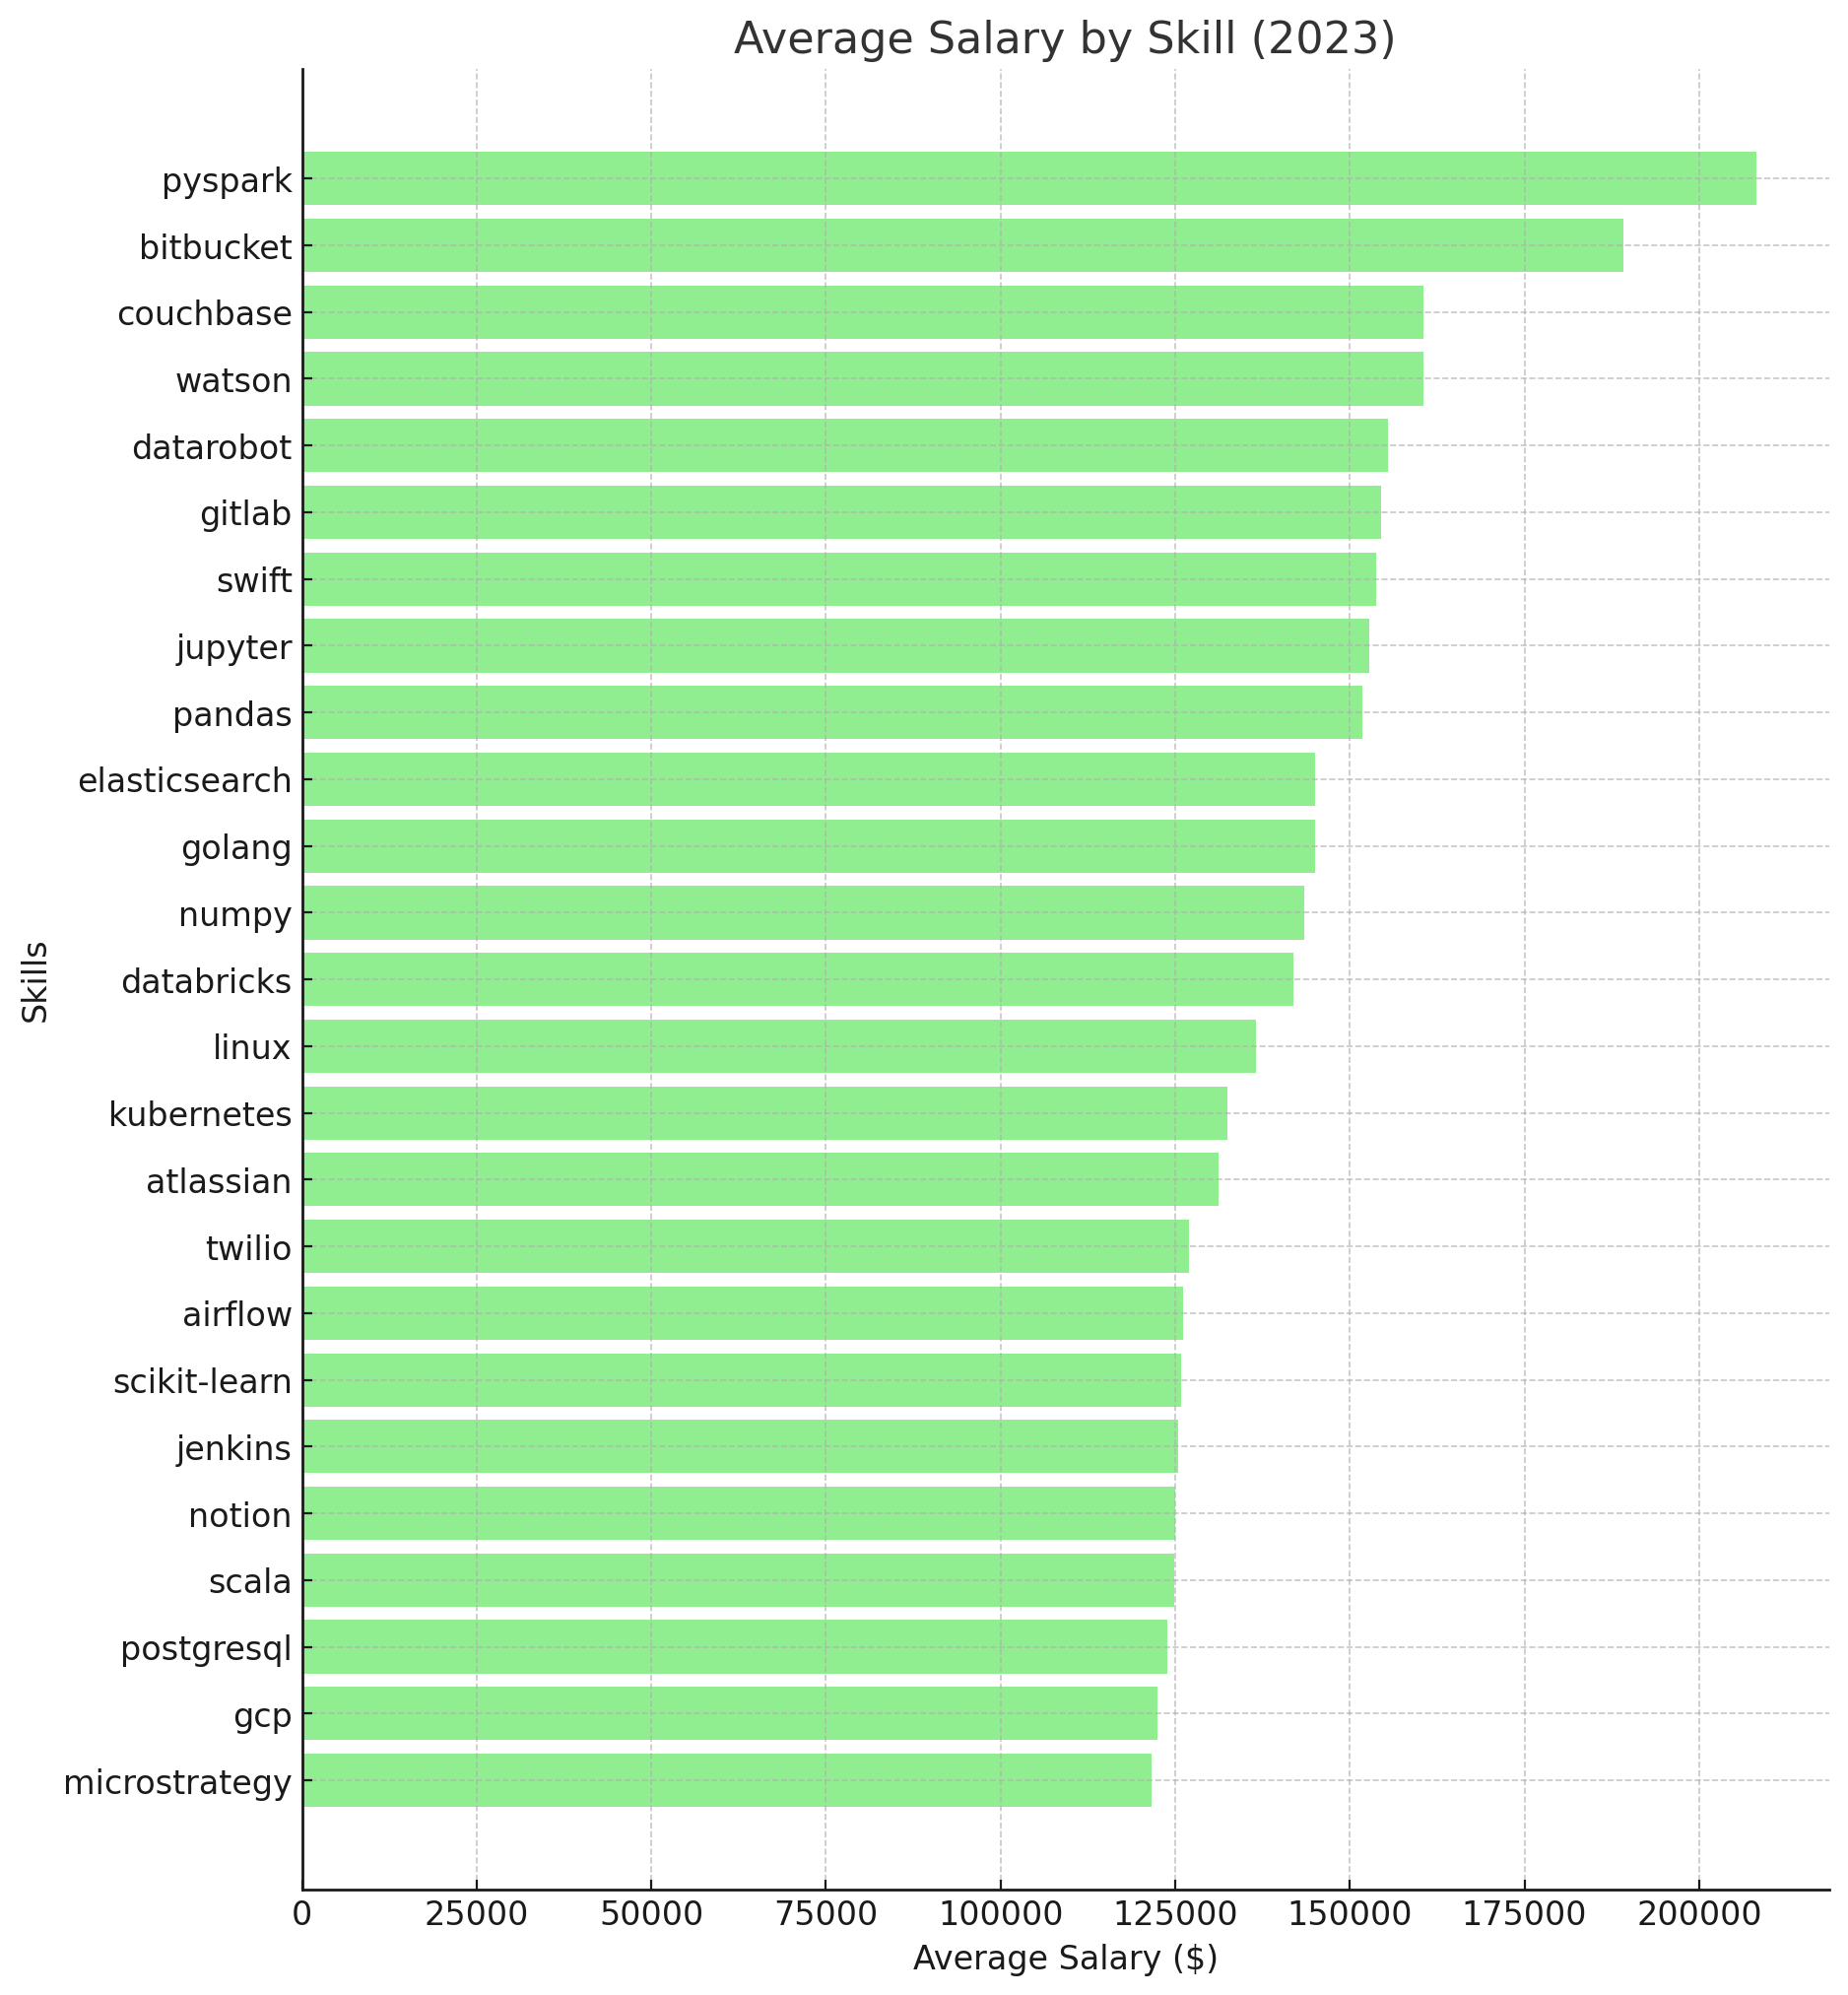 Average Salary by Skill (2023)
pyspark
bitbucket
couchbase
watson
datarobot
gitlab
swift
jupyter
pandas
elasticsearch
golang
numpy
databricks
linux
kubernetes
atlassian
twilio
airflow
scikit-learn
jenkins
notion
scala
postgresql
gcp
microstrategy
Skills
0 25000 50000 75000 100000 125000 150000 175000 200000
Average Salary ($)